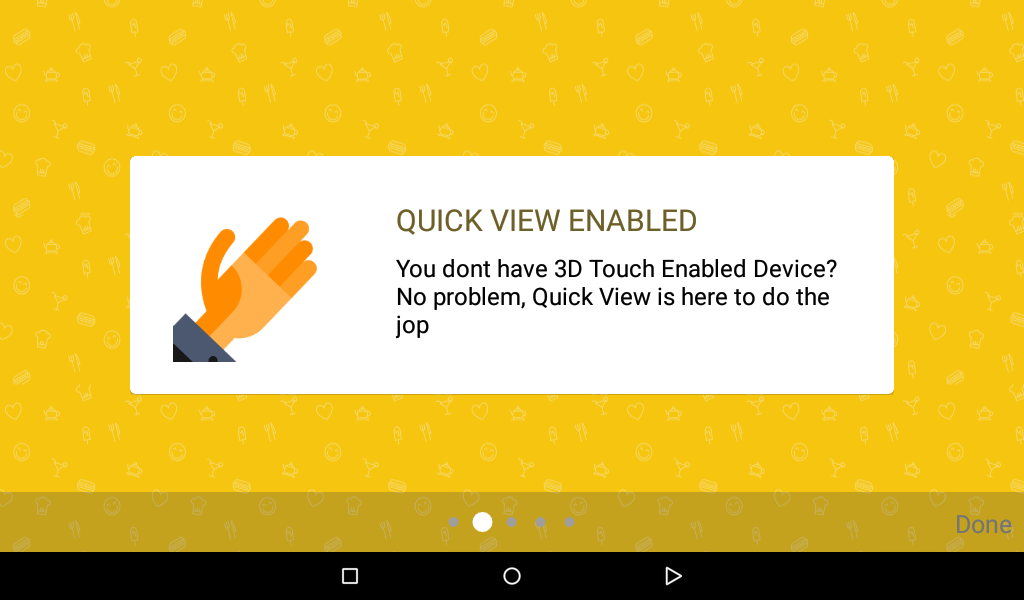 QUICK VIEW ENABLED
You dont have 3D Touch Enabled Device?
No problem, Quick View is here to do the
jop
Done